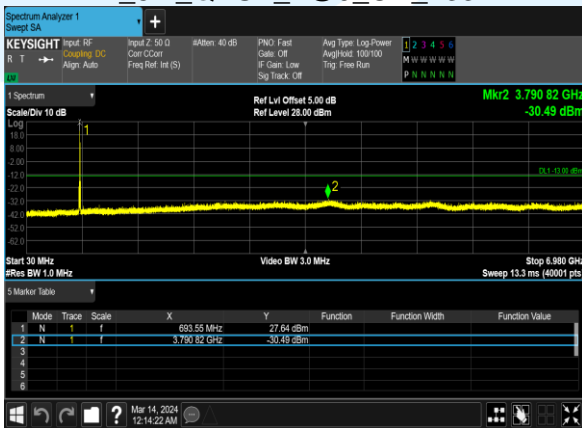 Spectrum Analyzer 1
Swept SA
KEYSIGHT
R T
Input: RF
Coupling: DC
Align: Auto
Input Z: 50 Ω
Corr CCorr
Freq Ref: Int (S)
#Atten: 40 dB
PNO: Fast
Gate: Off
IF Gain: Low
Sig Track: Off
Avg Type: Log-Power
Avg|Hold: 100/100
Trig: Free Run
1 2 3 4 5 6
M W W W W W
P N N N N N
1 Spectrum
Scale/Div 10 dB
Ref Lvl Offset 5.00 dB
Ref Level 28.00 dBm
Mkr2 3.790 82 GHz
-30.49 dBm
Log
18.0
8.00
-2.00
-12.0
-22.0
-32.0
-42.0
-52.0
-62.0
1
2
DL1 -13.00 dBm
Start 30 MHz
#Res BW 1.0 MHz
Video BW 3.0 MHz
Stop 6.980 GHz
Sweep 13.3 ms (40001 pts
5 Marker Table
Mode Trace Scale X Y Function Function Width Function Value
1 N 1 f 693.55 MHz 27.64 dBm
2 N 1 f 3.790 82 GHz -30.49 dBm
3
4
5
6
?
Mar 14, 2024
12:14:22 AM